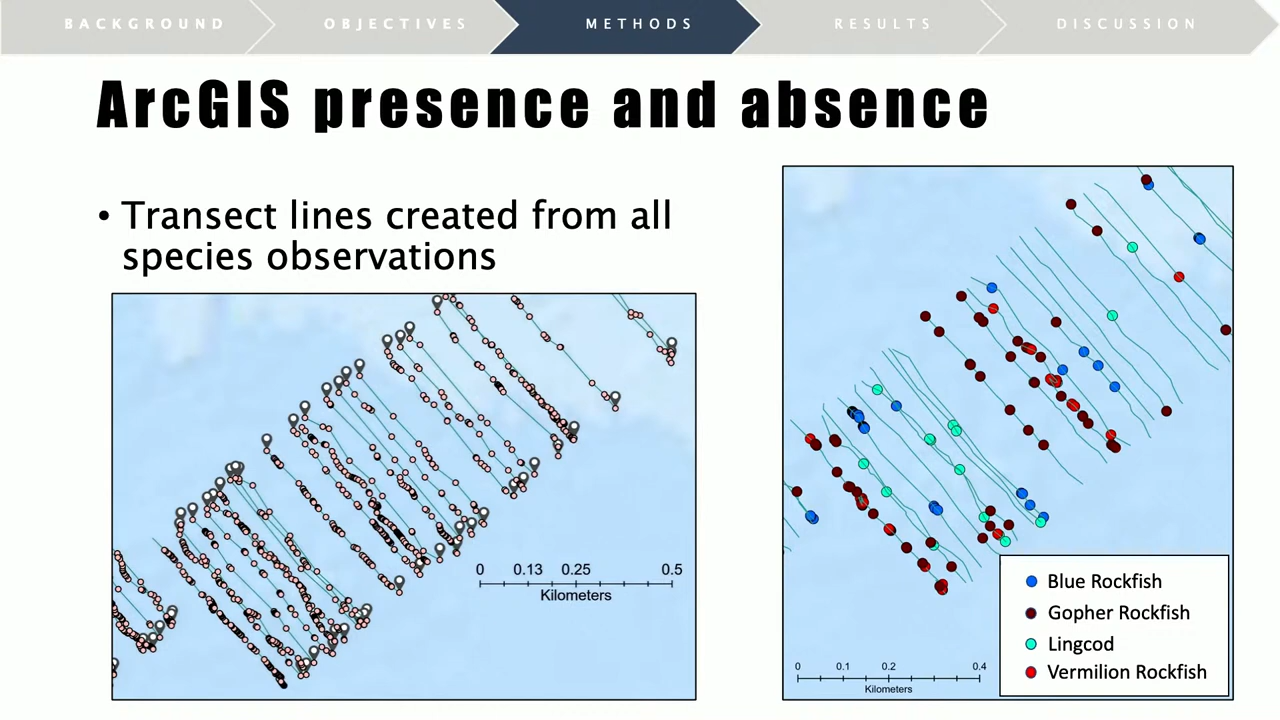 BACKGROUND
OBJECTIVES
METHODS
RESULTS
DISCUSSION
ArcGIS presence and absence
• Transect lines created from all
species observations
0 0.13 0.25 0.5
Kilometers
Blue Rockfish
Gopher Rockfish
Lingcod
Vermilion Rockfish
0 0.1 0.2 0.4
Kilometers